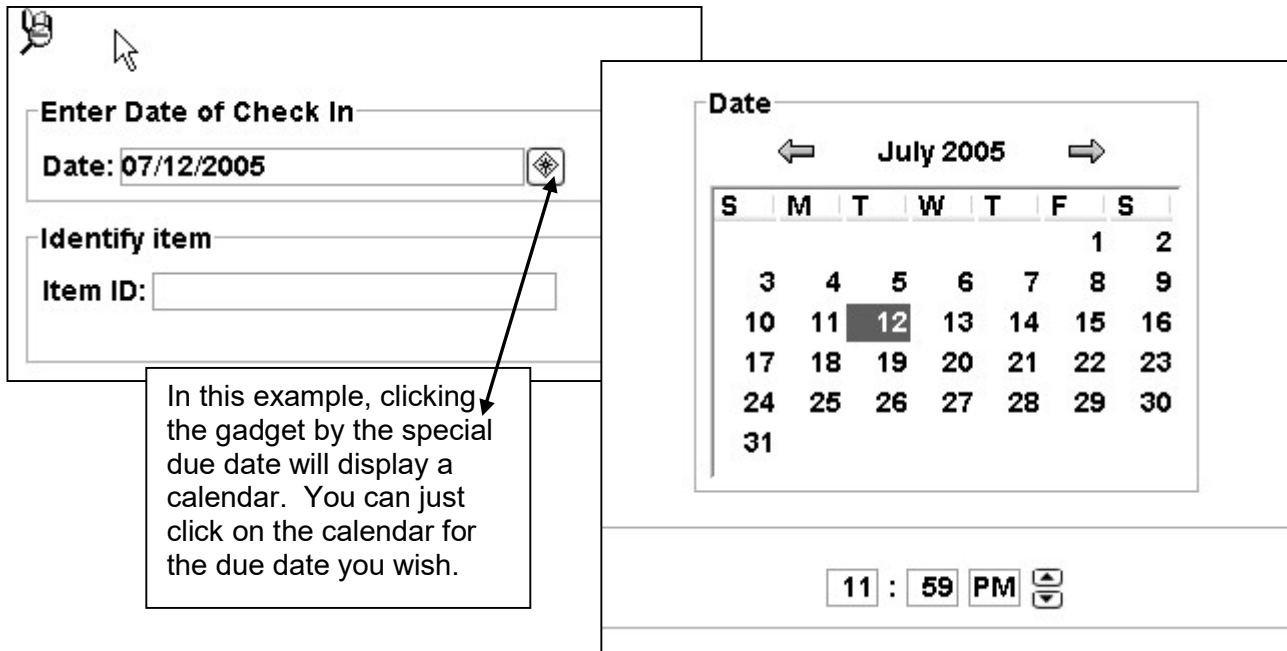 Enter Date of Check In
Date: 07/12/2005
Identify item
Item ID:
In this example, clicking
the gadget by the special
due date will display a
calendar.  You can just
click on the calendar for
the due date you wish.
Date
July 2005
S M T W T F S
1 2
3 4 5 6 7 8 9
10 11 12 13 14 15 16
17 18 19 20 21 22 23
24 25 26 27 28 29 30
31
11 : 59 PM